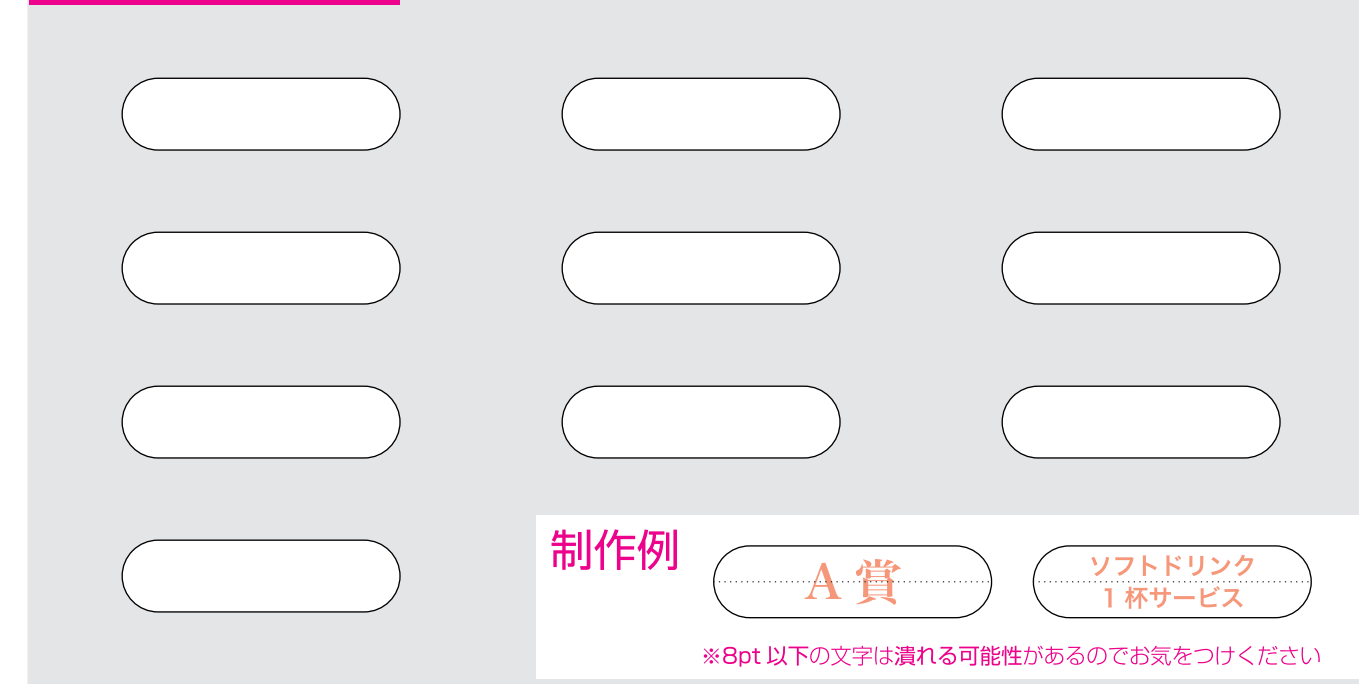 制作例
A 賞
ソフトドリンク
1 杯サービス
※8pt 以下の文字は潰れる可能性があるのでお気をつけください